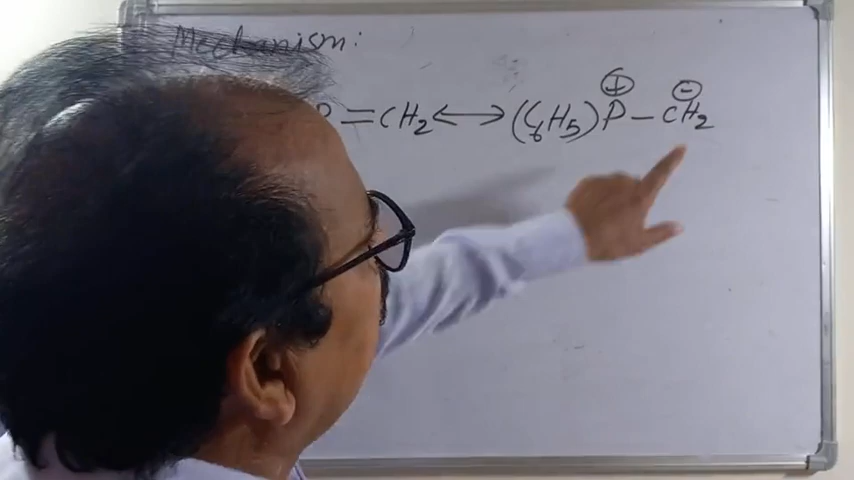 Mechanism:
P=CH₂⟷(C₆H₅)P⊕–CH₂⊖